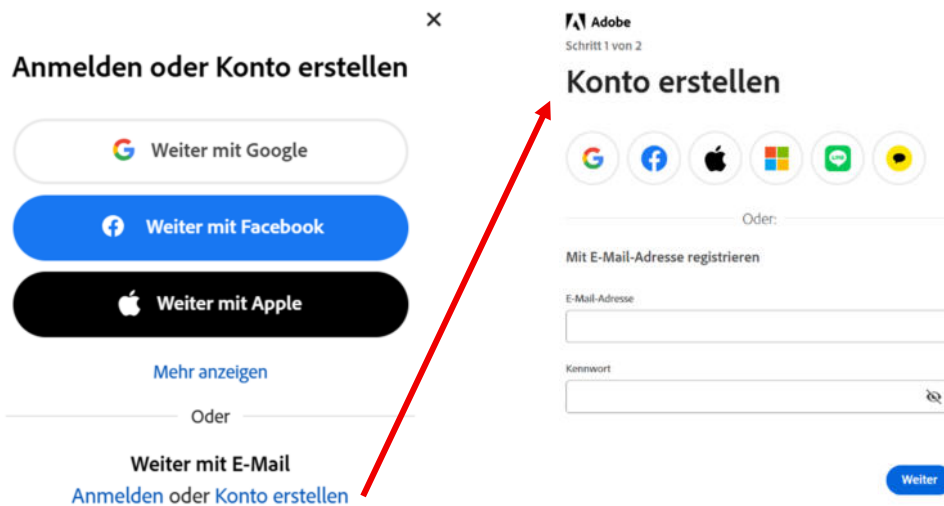 Anmelden oder Konto erstellen
Weiter mit Google
Weiter mit Facebook
Weiter mit Apple
Mehr anzeigen
Oder
Weiter mit E-Mail
Anmelden oder Konto erstellen
Adobe
Schritt 1 von 2
Konto erstellen
LINE
Oder:
Mit E-Mail-Adresse registrieren
E-Mail-Adresse
Kennwort
Weiter